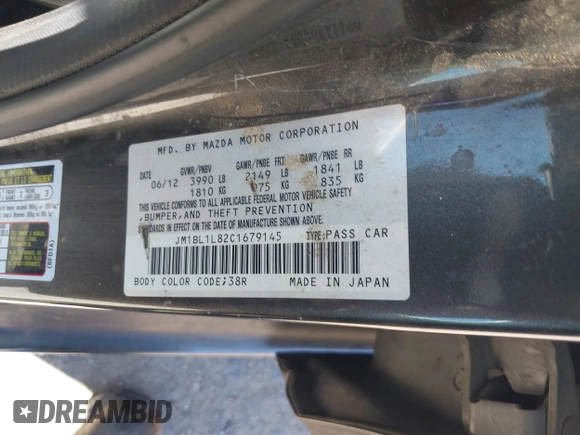 MFD. BY MAZDA MOTOR CORPORATION
DATE GVWR/PNBV GAWR/PNBE FRT GAWR/PNBE RR
06/12 3990 LB 2149 LB 1841 LB
1810 KG 975 KG 835 KG
THIS VEHICLE CONFORMS TO ALL APPLICABLE FEDERAL MOTOR VEHICLE SAFETY
,BUMPER,AND THEFT PREVENTION
STANDARDS IN EFFECT ON THE DATE OF MANUFACTURE SHOWN ABOVE.
JM1BL1L82C1679145 TYPE:PASS CAR
BODY COLOR CODE;38R MADE IN JAPAN
(BFD1A)
DREAMBID